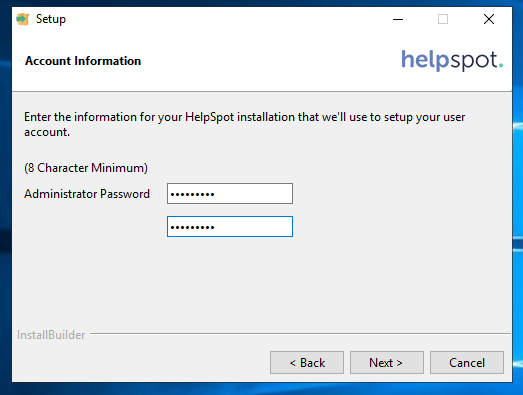 Setup
Account Information
helpspot.
Enter the information for your HelpSpot installation that we'll use to setup your user
account.
(8 Character Minimum)
Administrator Password •••••••••
•••••••••
InstallBuilder
< Back Next > Cancel